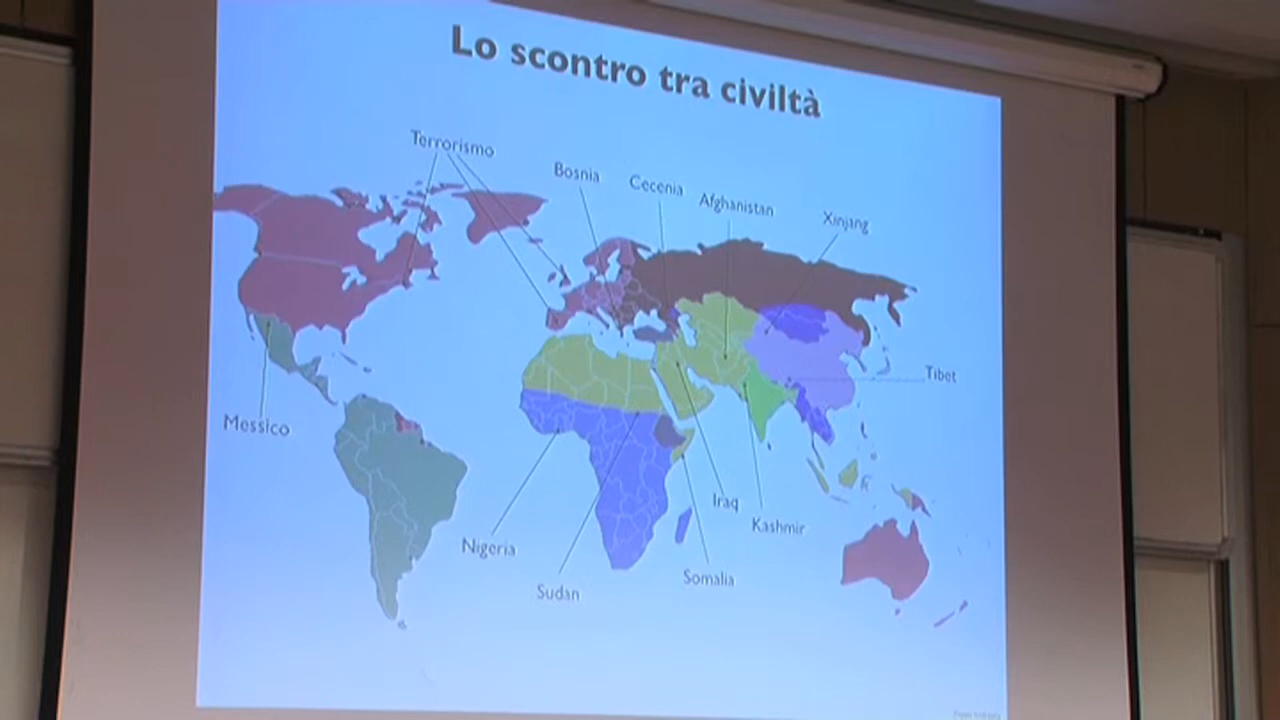 Lo scontro tra civiltà
Terrorismo
Bosnia
Cecenia
Afghanistan
Xinjang
Tibet
Messico
Iraq
Kashmir
Nigeria
Somalia
Sudan